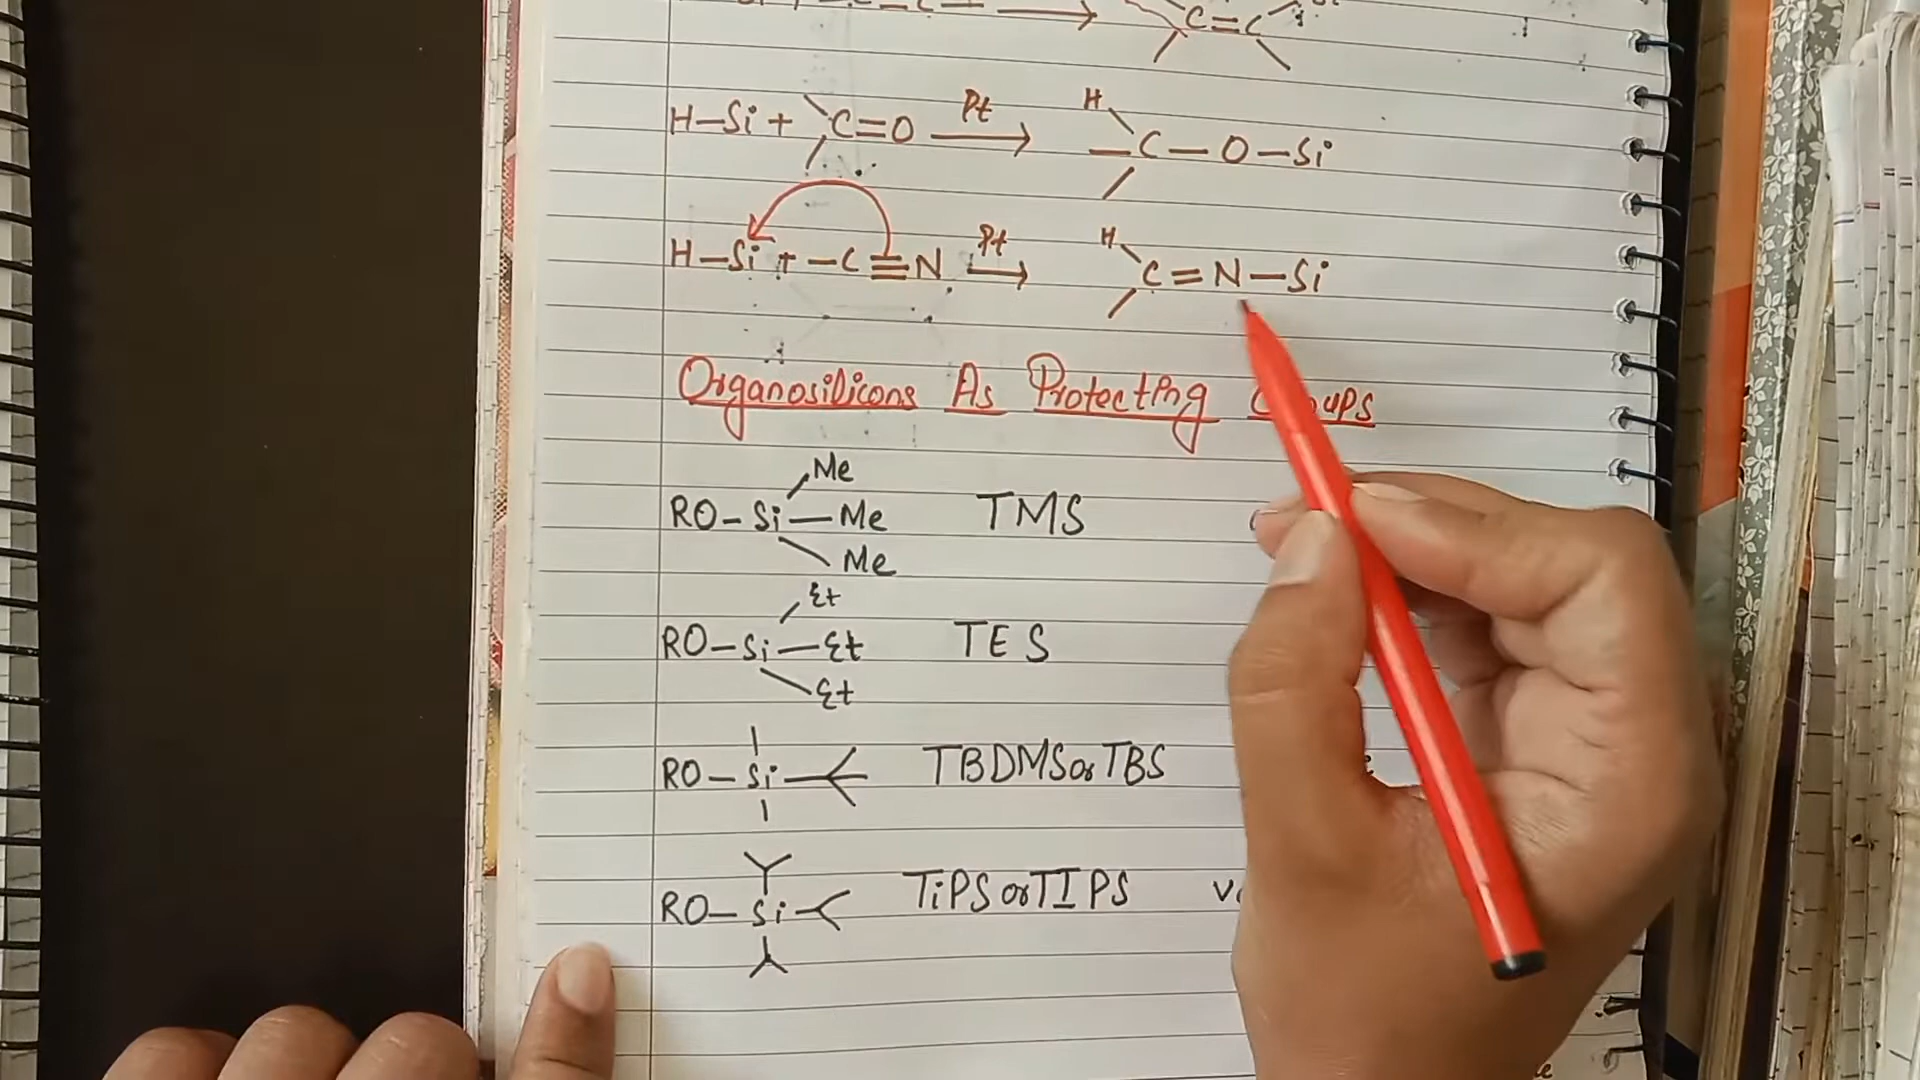 C=C
H-Si + C=O Pt → H C-O-Si
H-Si + -C≡N Pt → H C=N-Si
Organosilicons As Protecting
Me
RO-Si-Me TMS
Me
Et
RO-Si-Et TES
Et
RO-Si TBDMS or TBS
RO-Si TiPS or TIPS